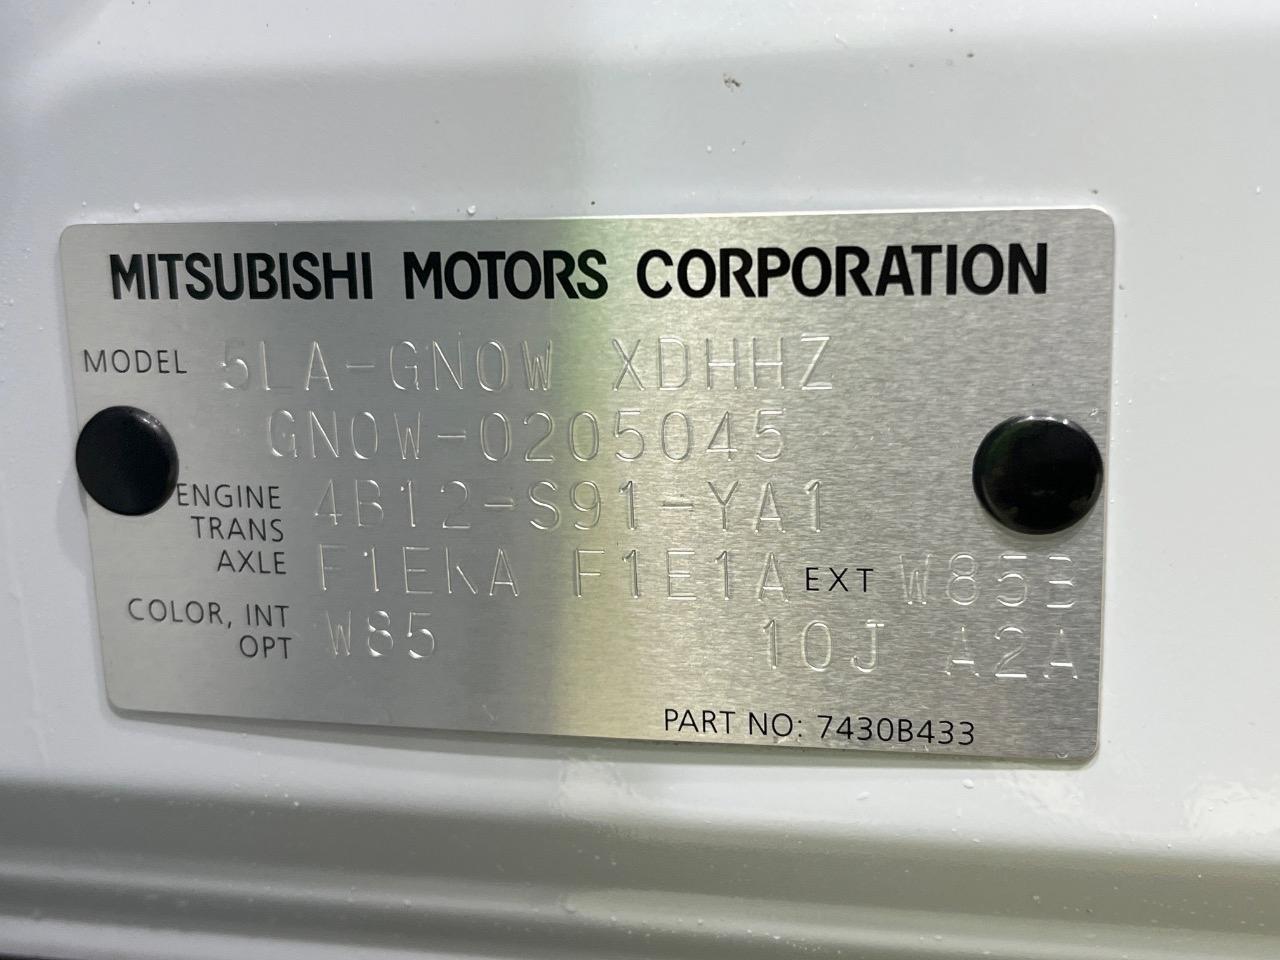 MITSUBISHI MOTORS CORPORATION
MODEL 5LA-GN0W XDHHZ
GN0W-0205045
ENGINE 4B12-S91-YA1
TRANS
AXLE F1EKA F1E1A EXT W85B
COLOR, INT W85 10J A2A
OPT
PART NO: 7430B433